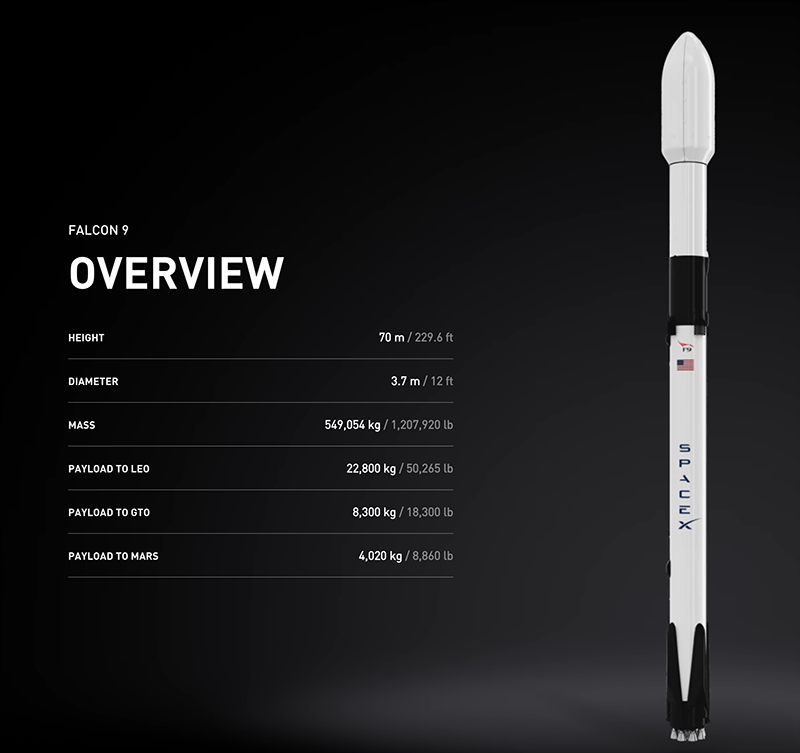 FALCON 9
OVERVIEW
HEIGHT 70 m / 229.6 ft
DIAMETER 3.7 m / 12 ft
MASS 549,054 kg / 1,207,920 lb
PAYLOAD TO LEO 22,800 kg / 50,265 lb
PAYLOAD TO GTO 8,300 kg / 18,300 lb
PAYLOAD TO MARS 4,020 kg / 8,860 lb
F9
SPACEX